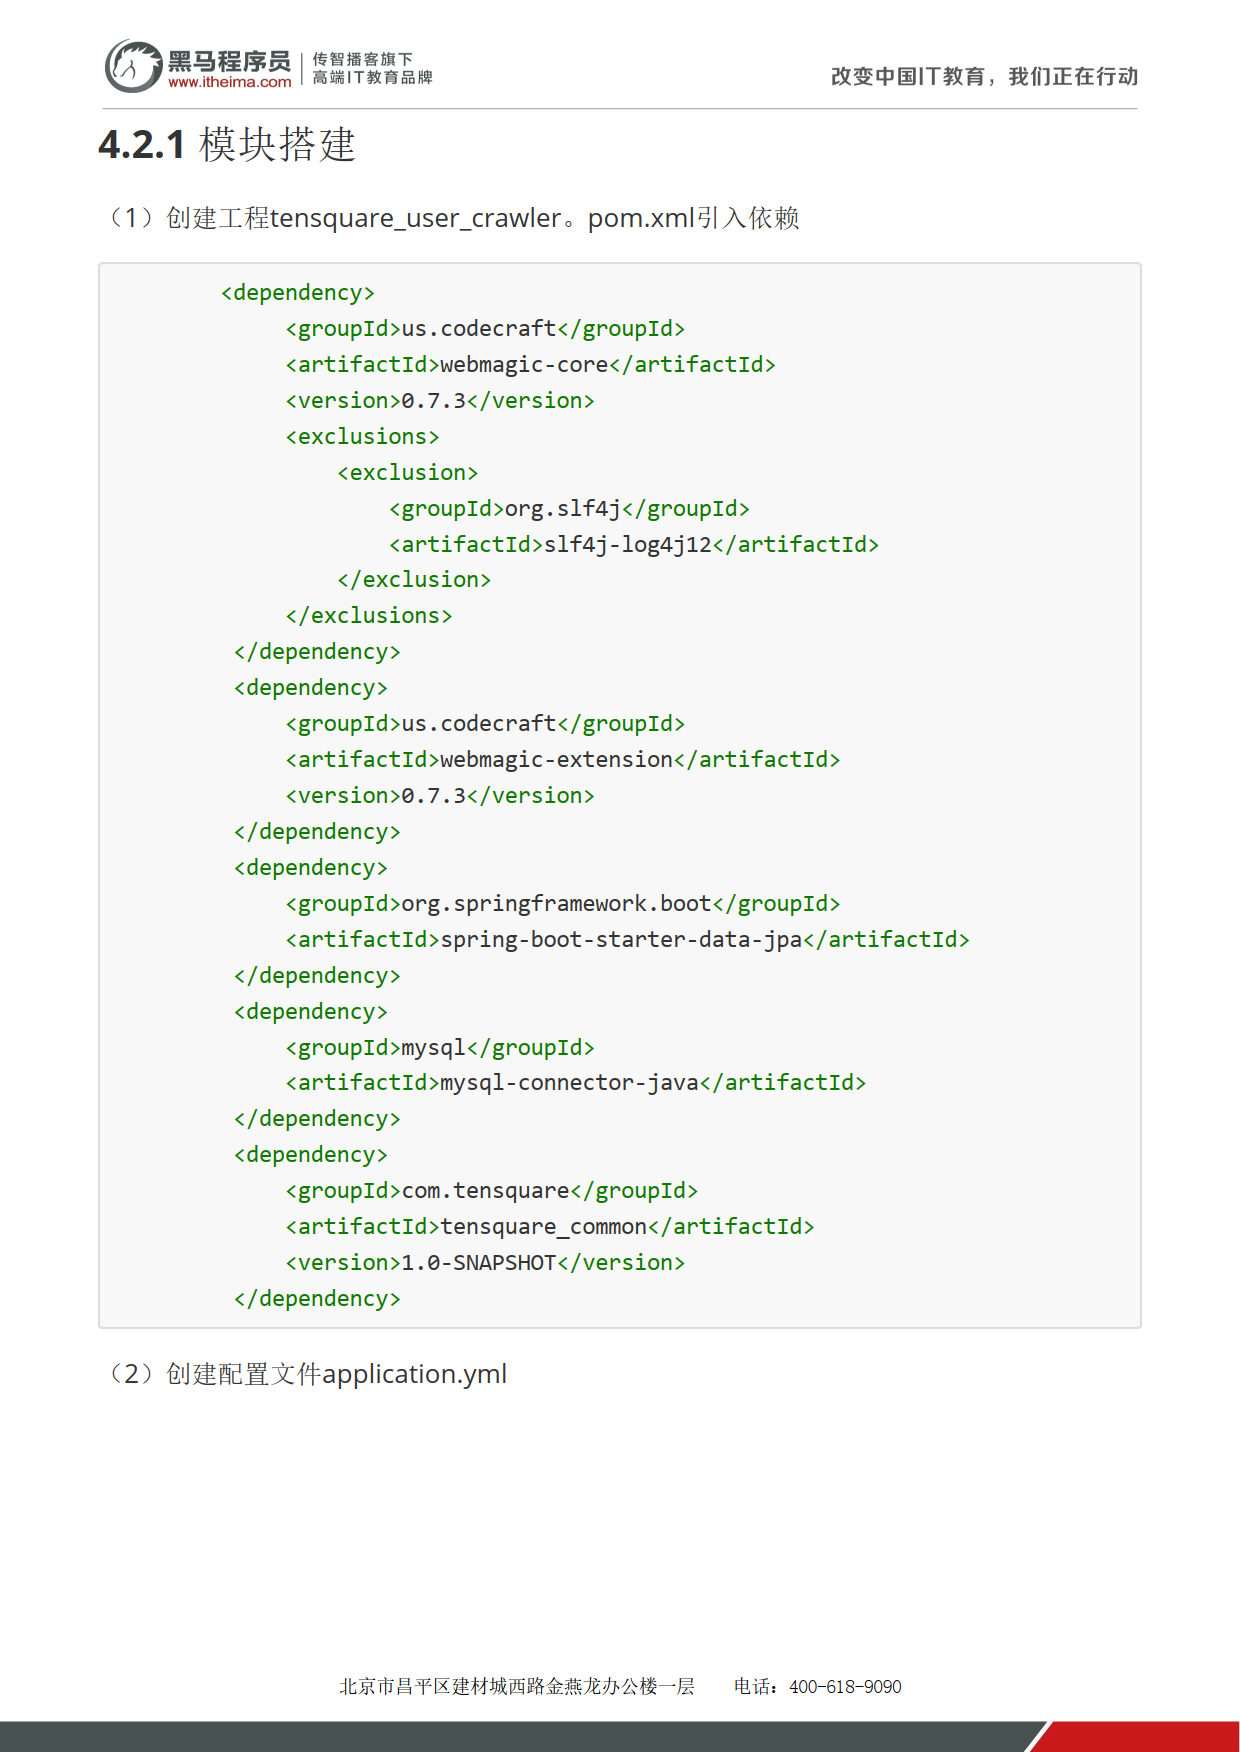 黑马程序员
www.itheima.com
传智播客旗下
高端IT教育品牌
改变中国IT教育，我们正在行动
4.2.1 模块搭建
（1）创建工程tensquare_user_crawler。pom.xml引入依赖
<dependency>
<groupId>us.codecraft</groupId>
<artifactId>webmagic-core</artifactId>
<version>0.7.3</version>
<exclusions>
<exclusion>
<groupId>org.slf4j</groupId>
<artifactId>slf4j-log4j12</artifactId>
</exclusion>
</exclusions>
</dependency>
<dependency>
<groupId>us.codecraft</groupId>
<artifactId>webmagic-extension</artifactId>
<version>0.7.3</version>
</dependency>
<dependency>
<groupId>org.springframework.boot</groupId>
<artifactId>spring-boot-starter-data-jpa</artifactId>
</dependency>
<dependency>
<groupId>mysql</groupId>
<artifactId>mysql-connector-java</artifactId>
</dependency>
<dependency>
<groupId>com.tensquare</groupId>
<artifactId>tensquare_common</artifactId>
<version>1.0-SNAPSHOT</version>
</dependency>
（2）创建配置文件application.yml
北京市昌平区建材城西路金燕龙办公楼一层 电话：400-618-9090